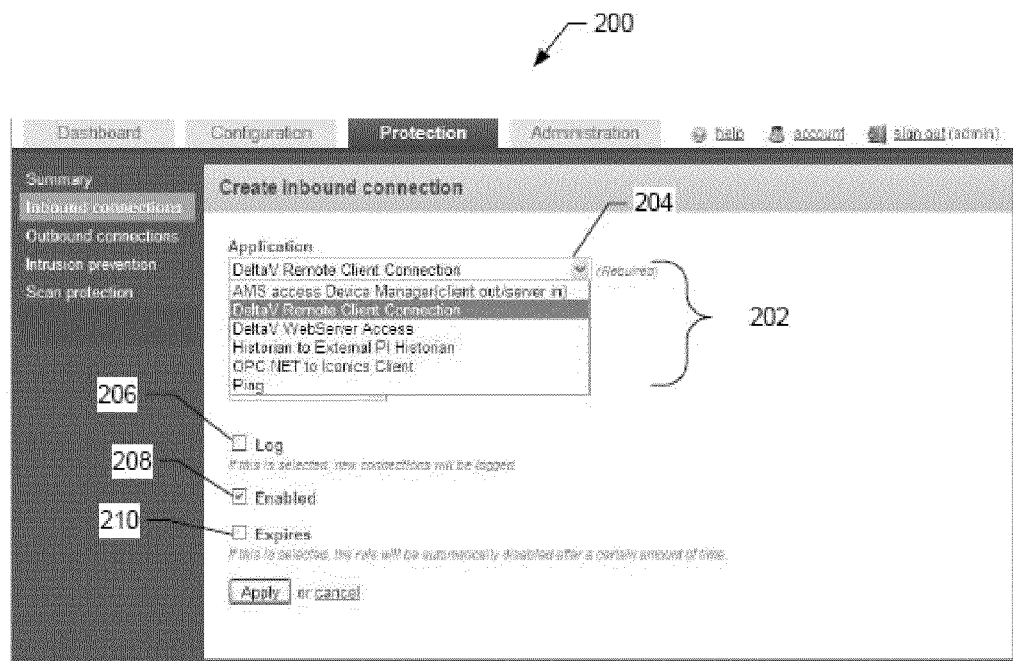 200
Dashboard Configuration Protection Administration help account sign out (admin)
Summary
Inbound connections
Outbound connections
Intrusion prevention
Scan protection
Create inbound connection
204
Application
DeltaV Remote Client Connection (Required)
AMS access Device Manager(client out/server in)
DeltaV Remote Client Connection
DeltaV WebServer Access
Historian to External PI Historian
OPC.NET to Iconics Client
Ping
202
206
Log
If this is selected, new connections will be logged
208
Enabled
210
Expires
If this is selected, the rule will be automatically disabled after a certain amount of time.
Apply or cancel